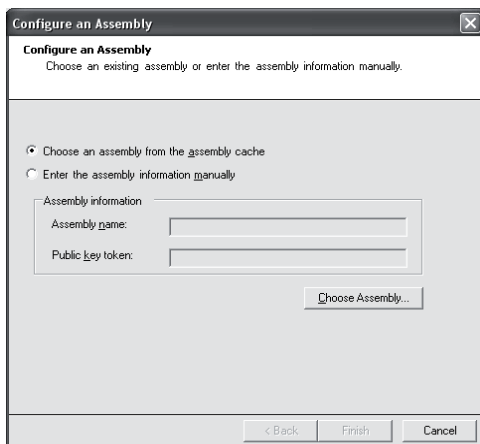 Configure an Assembly
Configure an Assembly
Choose an existing assembly or enter the assembly information manually.
Choose an assembly from the assembly cache
Enter the assembly information manually
Assembly information
Assembly name:
Public key token:
Choose Assembly...
< Back Finish Cancel